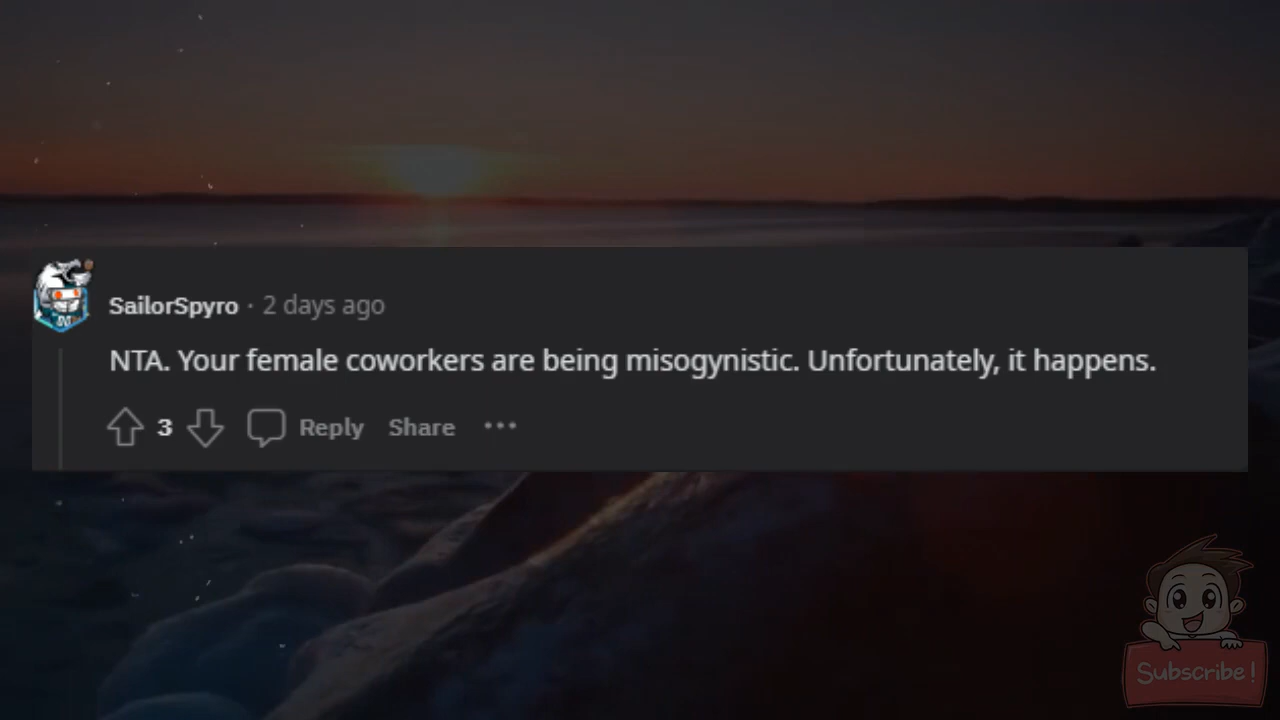 SailorSpyro · 2 days ago
NTA. Your female coworkers are being misogynistic. Unfortunately, it happens.
3 Reply Share •••
Subscribe!